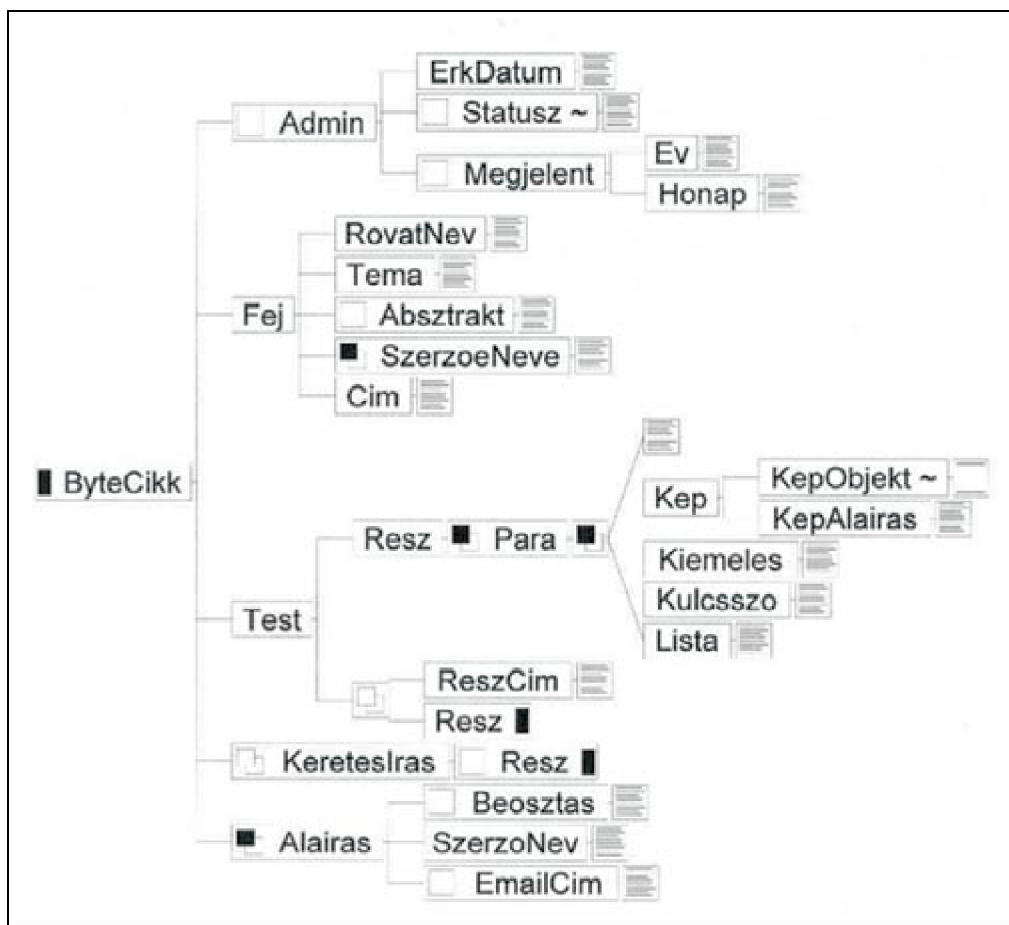 ErkDatum
Statusz ~
Admin
Megjelent
Ev
Honap
RovatNev
Tema
Fej
Absztrakt
SzerzoeNeve
Cim
ByteCikk
Kep
KepObjekt ~
KepAlairas
Resz
Para
Kiemeles
Kulcsszo
Lista
Test
ReszCim
Resz
KeretesIras
Resz
Beosztas
Alairas
SzerzoNev
EmailCim